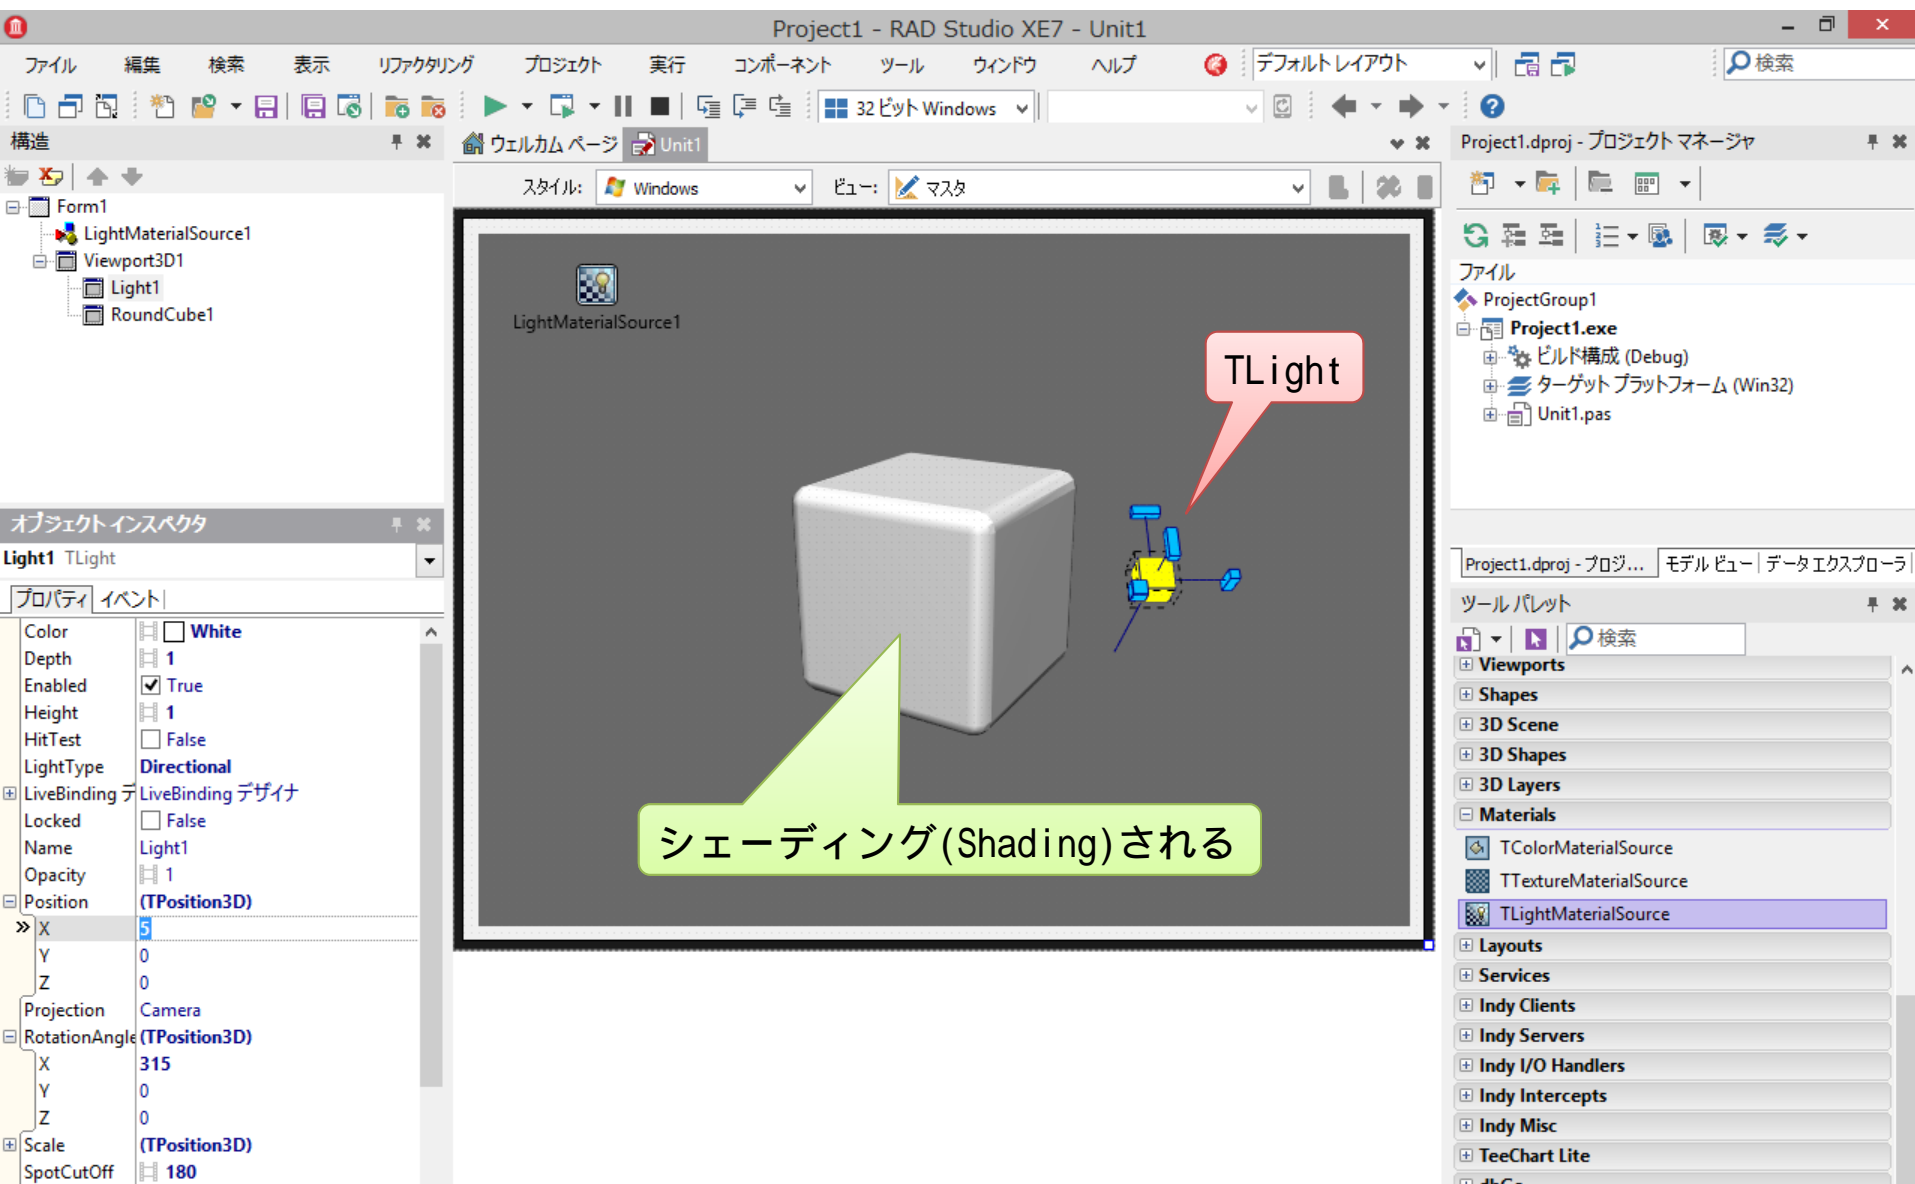 Project1 - RAD Studio XE7 - Unit1
ファイル 編集 検索 表示 リファクタリング プロジェクト 実行 コンポーネント ツール ウィンドウ ヘルプ デフォルト レイアウト 検索
32 ビット Windows
構造
Form1
LightMaterialSource1
Viewport3D1
Light1
RoundCube1
オブジェクト インスペクタ
Light1 TLight
プロパティ イベント
Color White
Depth 1
Enabled True
Height 1
HitTest False
LightType Directional
LiveBinding デ LiveBinding デザイナ
Locked False
Name Light1
Opacity 1
Position (TPosition3D)
X 5
Y 0
Z 0
Projection Camera
RotationAngle (TPosition3D)
X 315
Y 0
Z 0
Scale (TPosition3D)
SpotCutOff 180
ウェルカム ページ Unit1
スタイル: Windows ビュー: マスタ
LightMaterialSource1
TLight
シェーディング(Shading)される
Project1.dproj - プロジェクト マネージャ
ファイル
ProjectGroup1
Project1.exe
ビルド構成 (Debug)
ターゲット プラットフォーム (Win32)
Unit1.pas
Project1.dproj - プロジ... モデル ビュー データ エクスプローラ
ツール パレット
検索
Viewports
Shapes
3D Scene
3D Shapes
3D Layers
Materials
TColorMaterialSource
TTextureMaterialSource
TLightMaterialSource
Layouts
Services
Indy Clients
Indy Servers
Indy I/O Handlers
Indy Intercepts
Indy Misc
TeeChart Lite